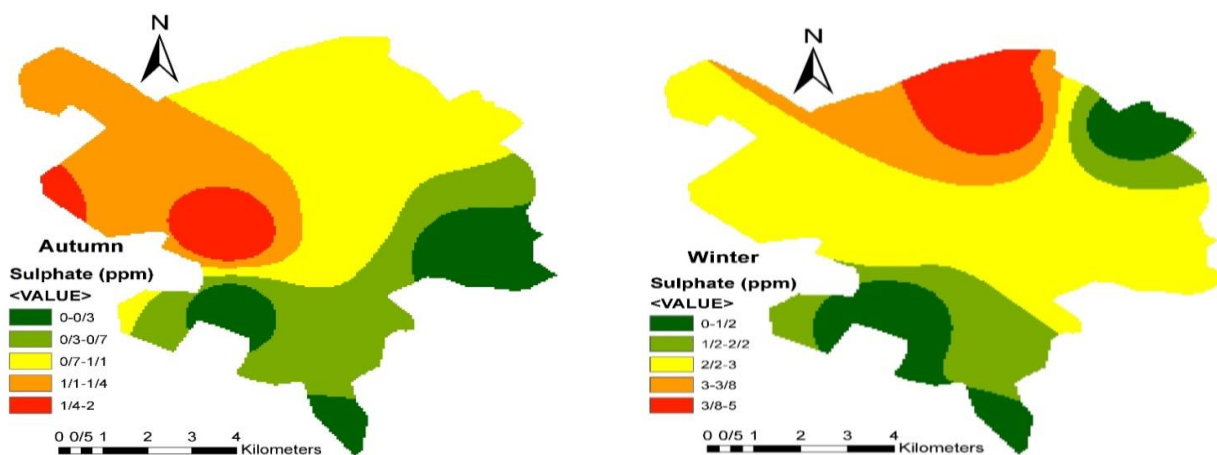 N
Autumn
Sulphate (ppm)
<VALUE>
0-0/3
0/3-0/7
0/7-1/1
1/1-1/4
1/4-2
0 0/5 1 2 3 4
Kilometers
N
Winter
Sulphate (ppm)
<VALUE>
0-1/2
1/2-2/2
2/2-3
3-3/8
3/8-5
0 0/5 1 2 3 4
Kilometers